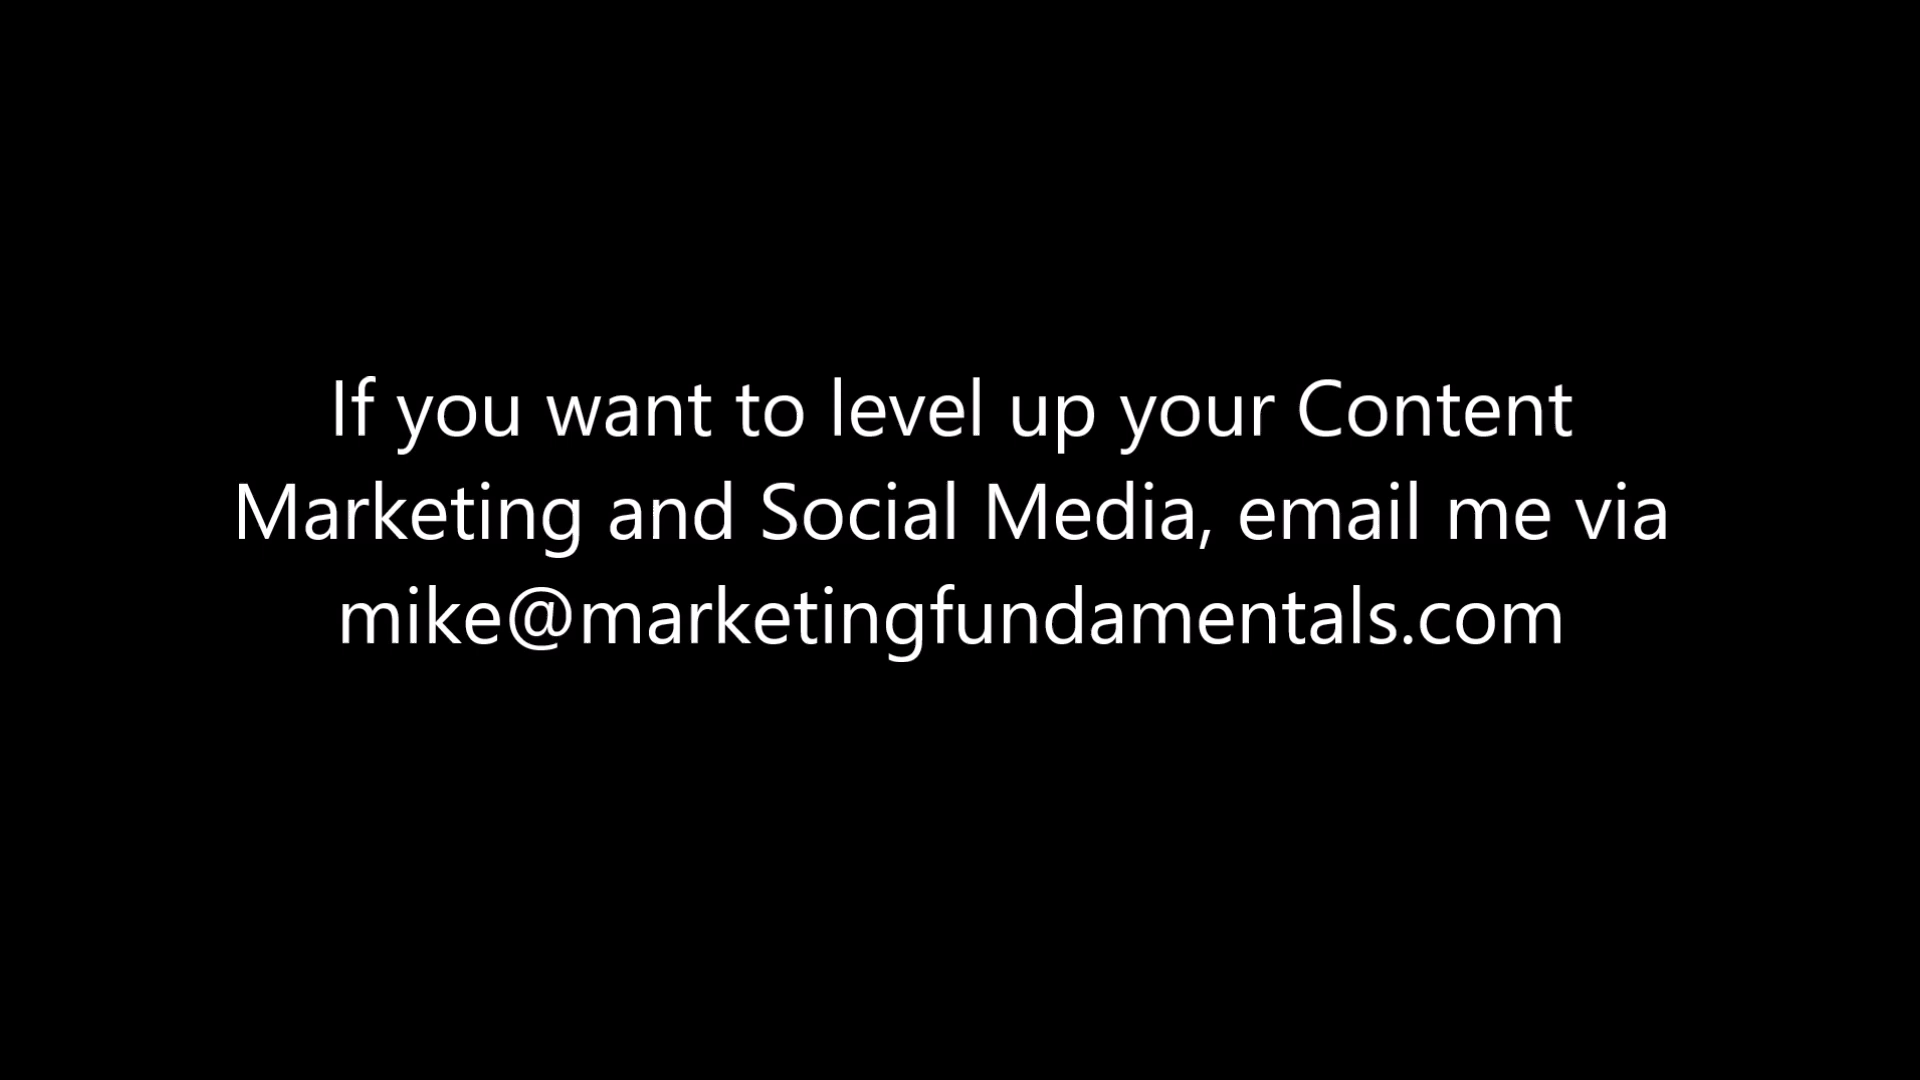 If you want to level up your Content
Marketing and Social Media, email me via
mike@marketingfundamentals.com